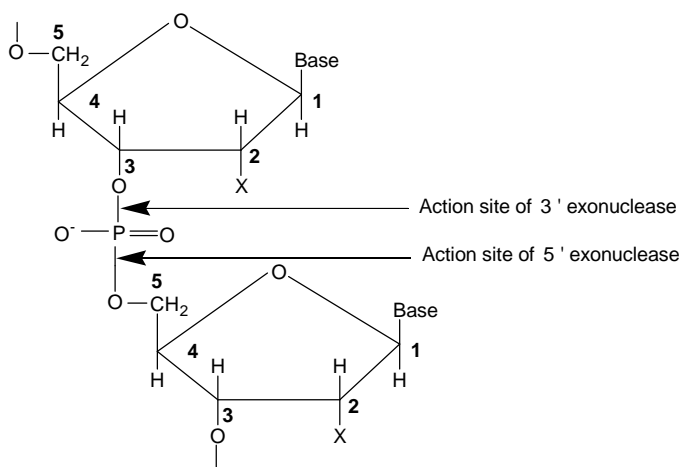 O
5
O CH2
Base
4
1
H
H
H
H
3
2
O
X
Action site of 3 ' exonuclease
O- P O
Action site of 5 ' exonuclease
5
O
O CH2
Base
4
1
H
H
H
H
3
2
O
X